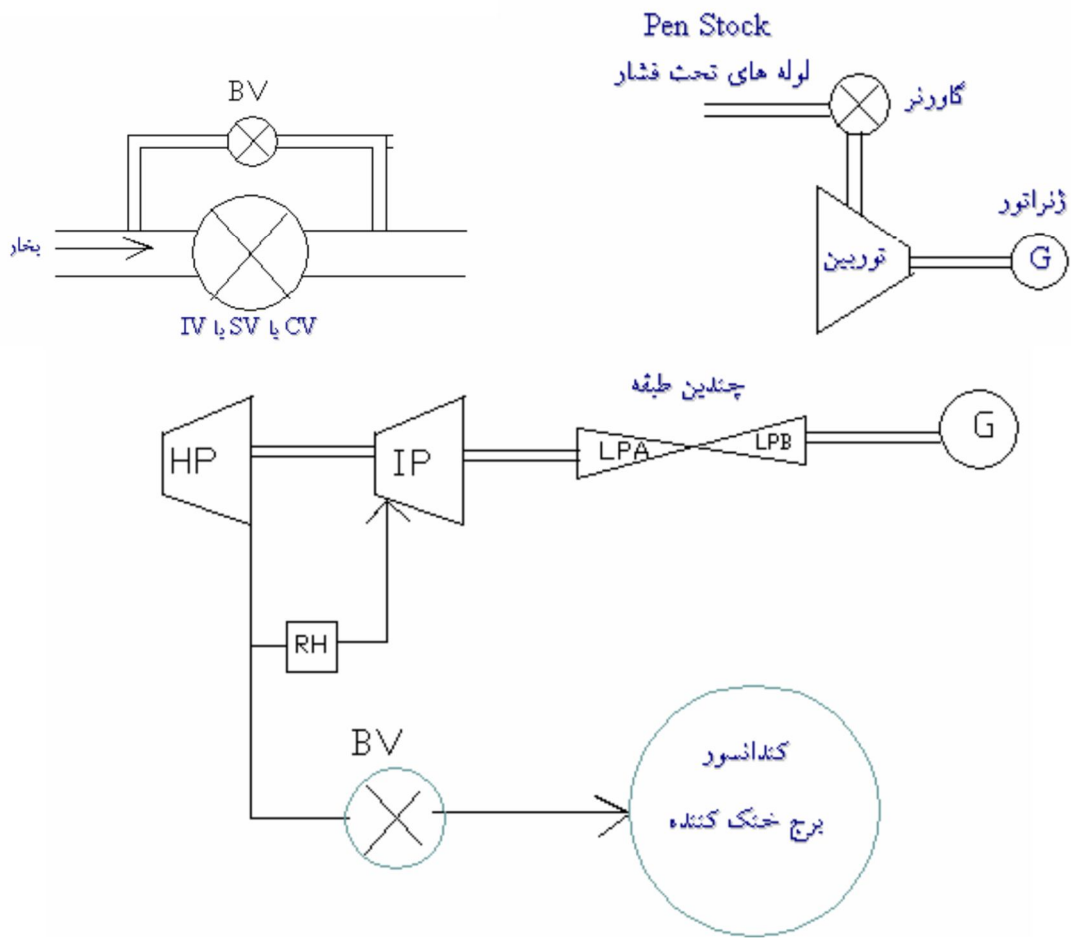 Pen Stock
لوله های تحت فشار
گاورنر
BV
بخار
CV یا SV یا IV
ژنراتور
توربین
G
چندین طبقه
HP
IP
LPA
LPB
G
RH
BV
کندانسور
برج خنک کننده